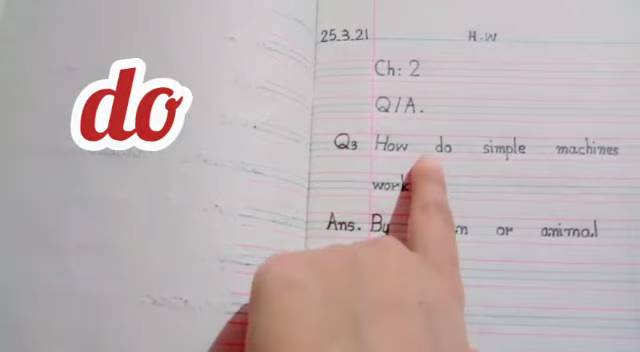 do
25.3.21 H.W
Ch: 2
Q/A.
Q3 How do simple machines
work
Ans. By or animal